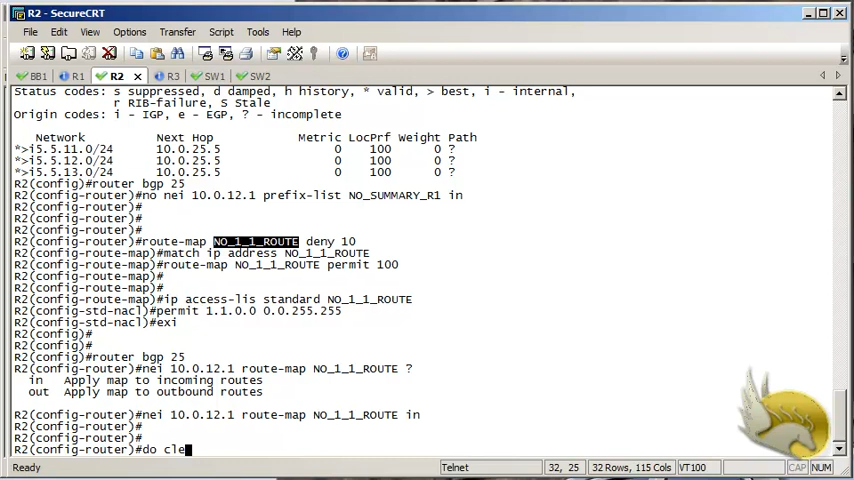 R2 - SecureCRT
File Edit View Options Transfer Script Tools Help
BB1 R1 R2 R3 SW1 SW2
Status codes: s suppressed, d damped, h history, * valid, > best, i - internal,
r RIB-failure, S Stale
Origin codes: i - IGP, e - EGP, ? - incomplete
Network Next Hop Metric LocPrf Weight Path
*>i5.5.11.0/24 10.0.25.5 0 100 0 ?
*>i5.5.12.0/24 10.0.25.5 0 100 0 ?
*>i5.5.13.0/24 10.0.25.5 0 100 0 ?
R2(config)#router bgp 25
R2(config-router)#no nei 10.0.12.1 prefix-list NO_SUMMARY_R1 in
R2(config-router)#
R2(config-router)#
R2(config-router)#
R2(config-router)#route-map NO_1_1_ROUTE deny 10
R2(config-route-map)#match ip address NO_1_1_ROUTE
R2(config-route-map)#route-map NO_1_1_ROUTE permit 100
R2(config-route-map)#
R2(config-route-map)#
R2(config-route-map)#ip access-lis standard NO_1_1_ROUTE
R2(config-std-nacl)#permit 1.1.0.0 0.0.255.255
R2(config-std-nacl)#exi
R2(config)#
R2(config)#
R2(config)#router bgp 25
R2(config-router)#nei 10.0.12.1 route-map NO_1_1_ROUTE ?
in Apply map to incoming routes
out Apply map to outbound routes
R2(config-router)#nei 10.0.12.1 route-map NO_1_1_ROUTE in
R2(config-router)#
R2(config-router)#
R2(config-router)#do cle
Ready Telnet 32, 25 32 Rows, 115 Cols VT100 CAP NUM